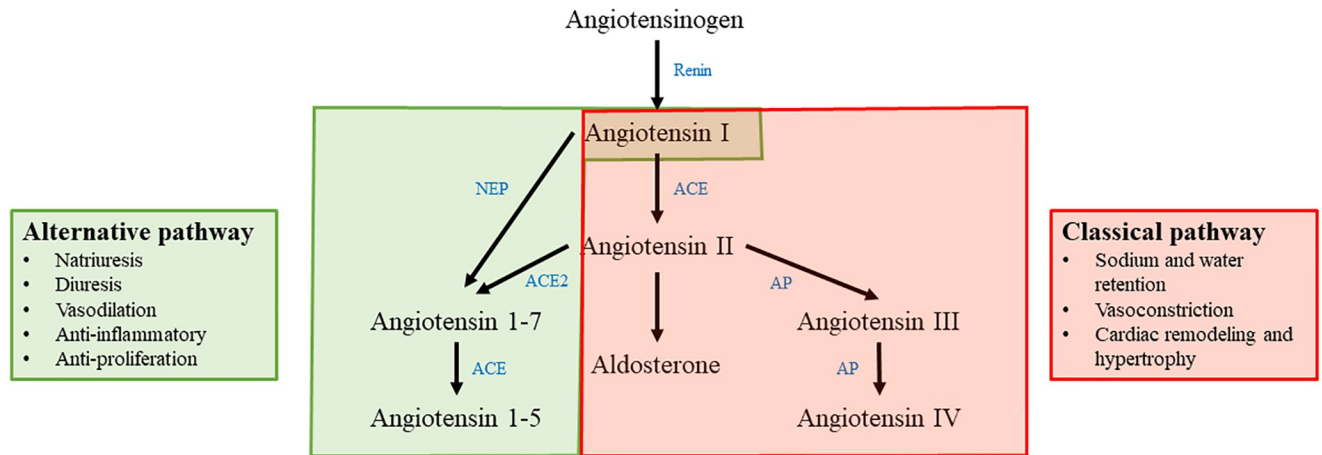 Angiotensinogen
Renin
Angiotensin I
NEP
ACE
Angiotensin II
ACE2
AP
Angiotensin 1-7
Angiotensin III
Aldosterone
ACE
AP
Angiotensin 1-5
Angiotensin IV
Alternative pathway
• Natriuresis
• Diuresis
• Vasodilation
• Anti-inflammatory
• Anti-proliferation
Classical pathway
• Sodium and water
retention
• Vasoconstriction
• Cardiac remodeling and
hypertrophy